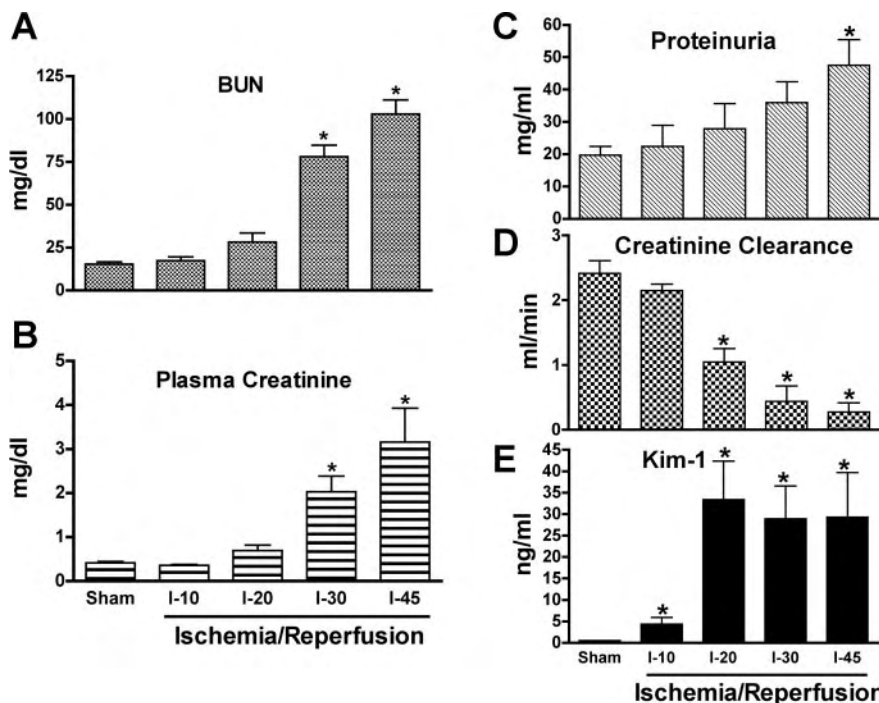 A
BUN
mg/dl
125
100
75
50
25
0
*
*
B
Plasma Creatinine
mg/dl
5
4
3
2
1
0
*
*
Sham I-10 I-20 I-30 I-45
Ischemia/Reperfusion
C
Proteinuria
mg/ml
60
50
40
30
20
10
0
*
D
Creatinine Clearance
ml/min
3
2
1
0
*
*
*
E
Kim-1
ng/ml
45
40
35
30
25
20
15
10
5
0
*
*
*
*
Sham I-10 I-20 I-30 I-45
Ischemia/Reperfusion